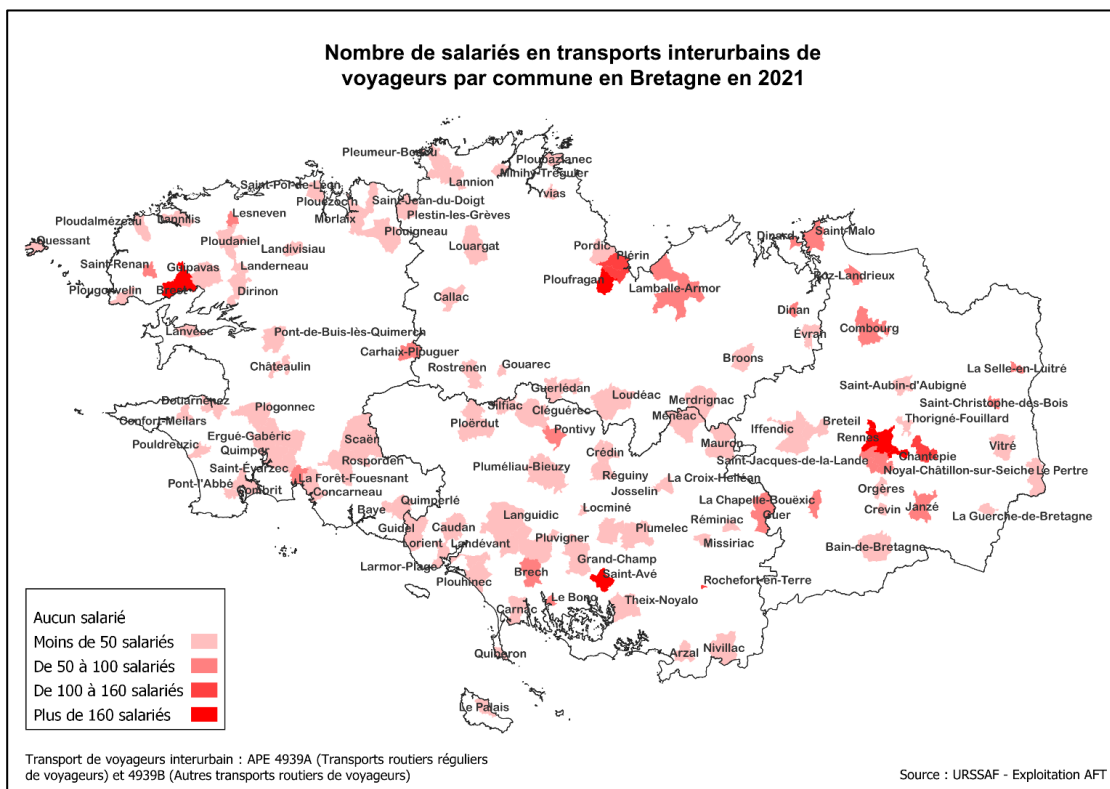 Nombre de salariés en transports interurbains de
voyageurs par commune en Bretagne en 2021
Pleumeur-Bodou
Ploubazlanec
Minihy-Tréguier
Lannion
Yvias
Saint-Pol-de-Léon
Plouézoc'h
Saint-Jean-du-Doigt
Morlaix
Plestin-les-Grèves
Plouigneau
Ploudalmézeau
Lannilis
Lesneven
Ouessant
Ploudaniel
Landivisiau
Louargat
Pordic
Plérin
Dinard
Saint-Malo
Saint-Renan
Guipavas
Landerneau
Ploufragan
Lamballe-Armor
Roz-Landrieux
Plougonvelin
Brest
Dirinon
Callac
Dinan
Combourg
Lanvéoc
Pont-de-Buis-lès-Quimerch
Évran
Carhaix-Plouguer
Châteaulin
Rostrenen
Gouarec
Broons
La Selle-en-Luitré
Saint-Aubin-d'Aubigné
Guerlédan
Loudéac
Merdrignac
Saint-Christophe-des-Bois
Douarnenez
Confort-Meilars
Plogonnec
Silfiac
Cléguérec
Ménéac
Breteil
Thorigné-Fouillard
Ploërdut
Pontivy
Iffendic
Rennes
Vitré
Pouldreuzic
Ergué-Gabéric
Scaër
Quimper
Mauron
Chantepie
Crédin
Saint-Jacques-de-la-Lande
Rosporden
Saint-Évarzec
Pluméliau-Bieuzy
Réguiny
La Croix-Helléan
Noyal-Châtillon-sur-Seiche
Le Pertre
Pont-l'Abbé
Combrit
La Forêt-Fouesnant
Concarneau
Josselin
Orgères
Quimperlé
La Chapelle-Bouëxic
Crevin
Janzé
Baye
Locminé
Guer
La Guerche-de-Bretagne
Languidic
Réminiac
Guidel
Caudan
Plumelec
Lorient
Landévant
Pluvigner
Missiriac
Bain-de-Bretagne
Grand-Champ
Larmor-Plage
Plouhinec
Brech
Saint-Avé
Rochefort-en-Terre
Carnac
Le Bono
Theix-Noyalo
Quiberon
Arzal
Nivillac
Le Palais
Aucun salarié
Moins de 50 salariés
De 50 à 100 salariés
De 100 à 160 salariés
Plus de 160 salariés
Transport de voyageurs interurbain : APE 4939A (Transports routiers réguliers
de voyageurs) et 4939B (Autres transports routiers de voyageurs)
Source : URSSAF - Exploitation AFT